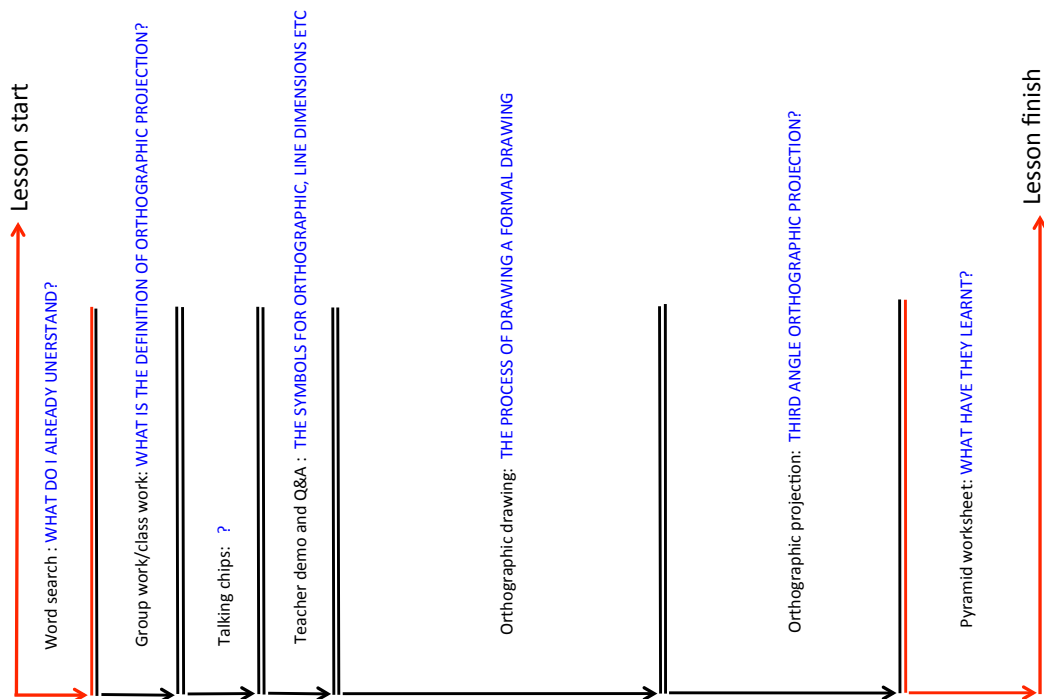 Lesson start
Word search : WHAT DO I ALREADY UNERSTAND?
Group work/class work: WHAT IS THE DEFINITION OF ORTHOGRAPHIC PROJECTION?
Talking chips: ?
Teacher demo and Q&A : THE SYMBOLS FOR ORTHOGRAPHIC, LINE DIMENSIONS ETC
Orthographic drawing: THE PROCESS OF DRAWING A FORMAL DRAWING
Orthographic projection: THIRD ANGLE ORTHOGRAPHIC PROJECTION?
Pyramid worksheet: WHAT HAVE THEY LEARNT?
Lesson finish